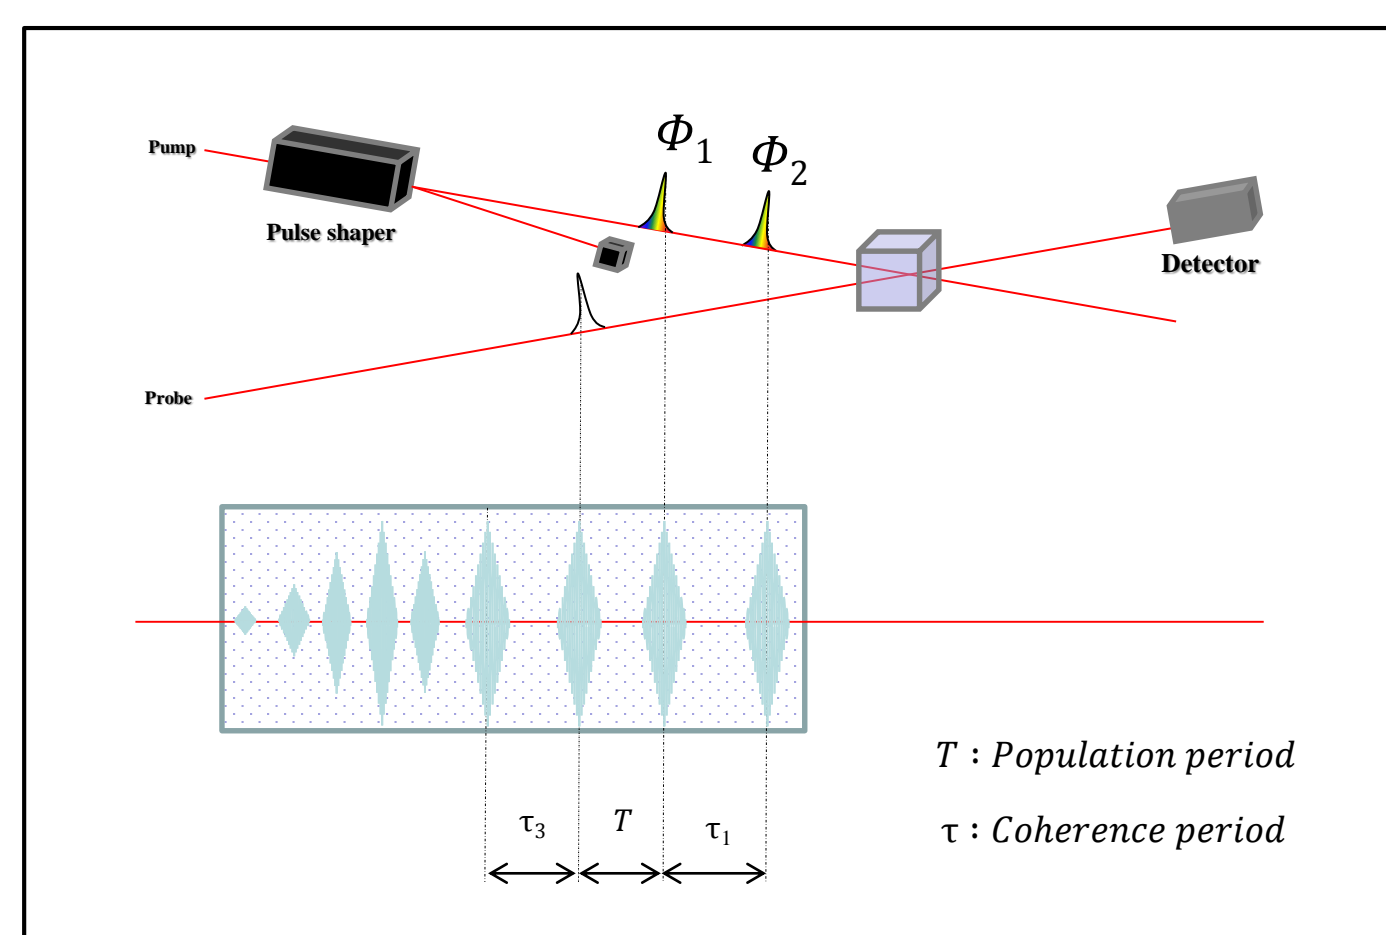 Pump
Φ₁
Φ₂
Pulse shaper
Detector
Probe
T : Population period
τ₃
T
τ₁
τ : Coherence period